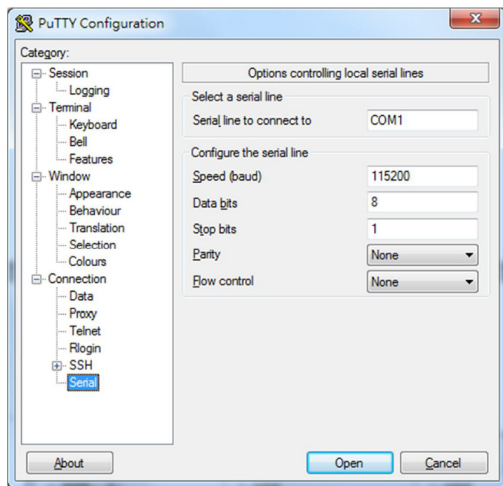 PuTTY Configuration
Category:
Session
Logging
Terminal
Keyboard
Bell
Features
Window
Appearance
Behaviour
Translation
Selection
Colours
Connection
Data
Proxy
Telnet
Rlogin
SSH
Serial
Options controlling local serial lines
Select a serial line
Serial line to connect to COM1
Configure the serial line
Speed (baud) 115200
Data bits 8
Stop bits 1
Parity None
Flow control None
About Open Cancel